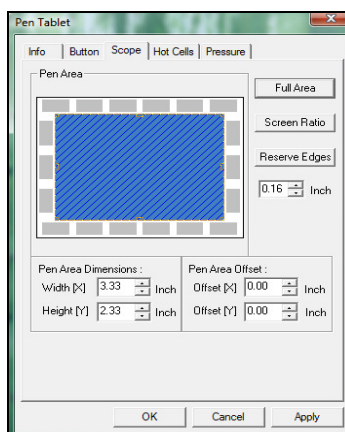 Pen Tablet
Info Button Scope Hot Cells Pressure
Pen Area
Full Area
Screen Ratio
Reserve Edges
0.16 Inch
Pen Area Dimensions :
Width [X] 3.33 Inch
Height [Y] 2.33 Inch
Pen Area Offset :
Offset [X] 0.00 Inch
Offset [Y] 0.00 Inch
OK Cancel Apply